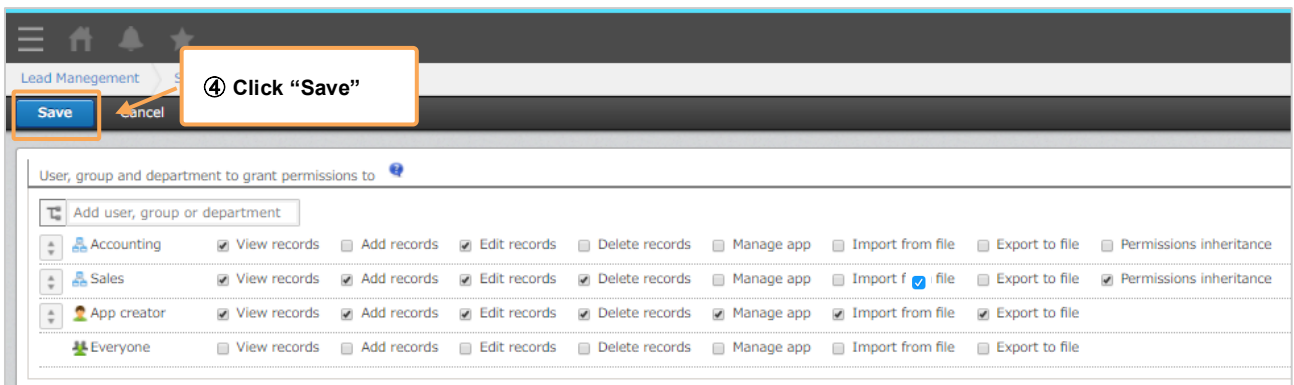 Lead Manegement S
④ Click “Save”
Save Cancel
User, group and department to grant permissions to
Add user, group or department
Accounting View records Add records Edit records Delete records Manage app Import from file Export to file Permissions inheritance
Sales View records Add records Edit records Delete records Manage app Import f file Export to file Permissions inheritance
App creator View records Add records Edit records Delete records Manage app Import from file Export to file
Everyone View records Add records Edit records Delete records Manage app Import from file Export to file